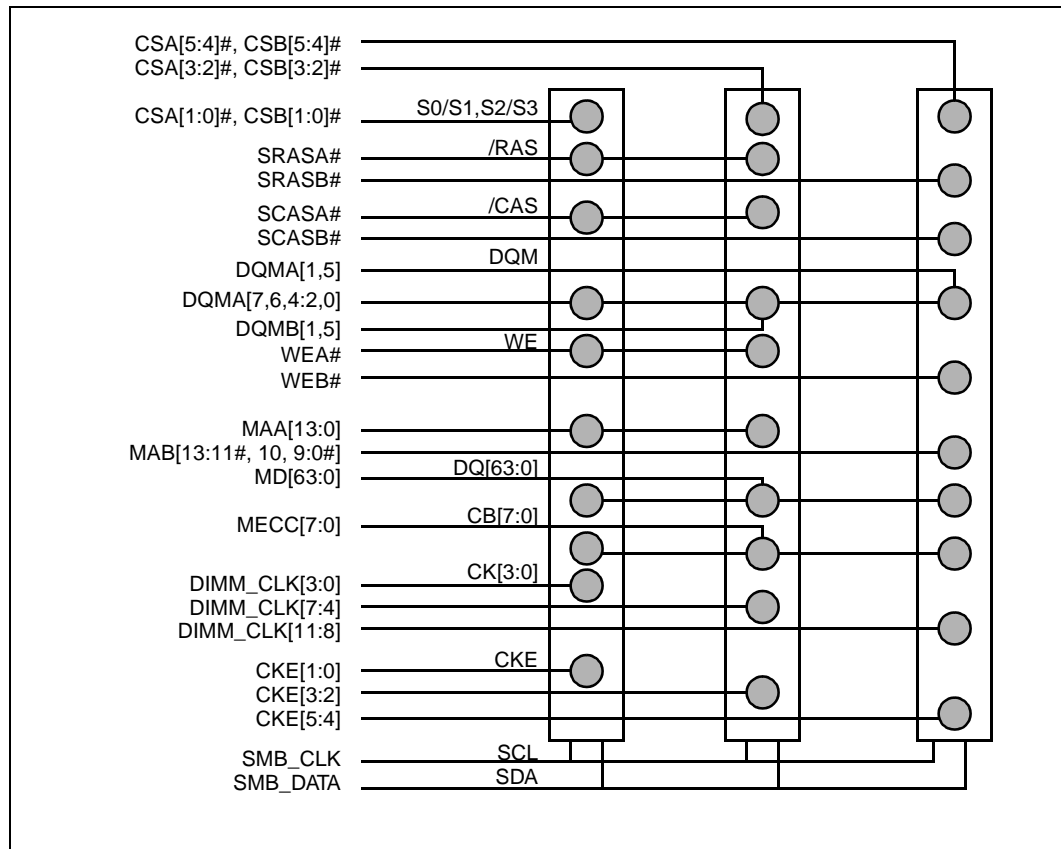 CSA[5:4]#, CSB[5:4]#
CSA[3:2]#, CSB[3:2]#
CSA[1:0]#, CSB[1:0]# S0/S1,S2/S3
SRASA# /RAS
SRASB#
SCASA# /CAS
SCASB#
DQM
DQMA[1,5]
DQMA[7,6,4:2,0]
DQMB[1,5]
WEA# WE
WEB#
MAA[13:0]
MAB[13:11#, 10, 9:0#]
MD[63:0] DQ[63:0]
MECC[7:0] CB[7:0]
DIMM_CLK[3:0] CK[3:0]
DIMM_CLK[7:4]
DIMM_CLK[11:8]
CKE[1:0] CKE
CKE[3:2]
CKE[5:4]
SMB_CLK SCL
SMB_DATA SDA